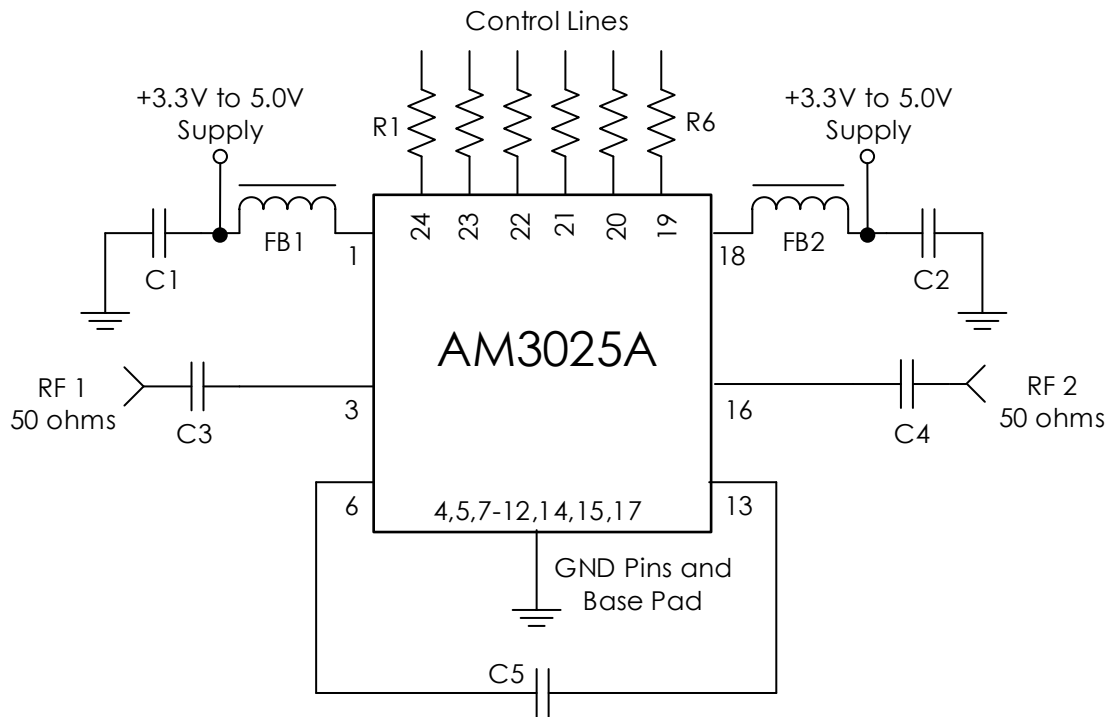 Control Lines
+3.3V to 5.0V
Supply
+3.3V to 5.0V
Supply
R1
R6
24
23
22
21
20
19
FB1
1
18
FB2
C1
C2
AM3025A
RF 1
50 ohms
C3
3
16
C4
RF 2
50 ohms
6
4,5,7-12,14,15,17
13
GND Pins and
Base Pad
C5